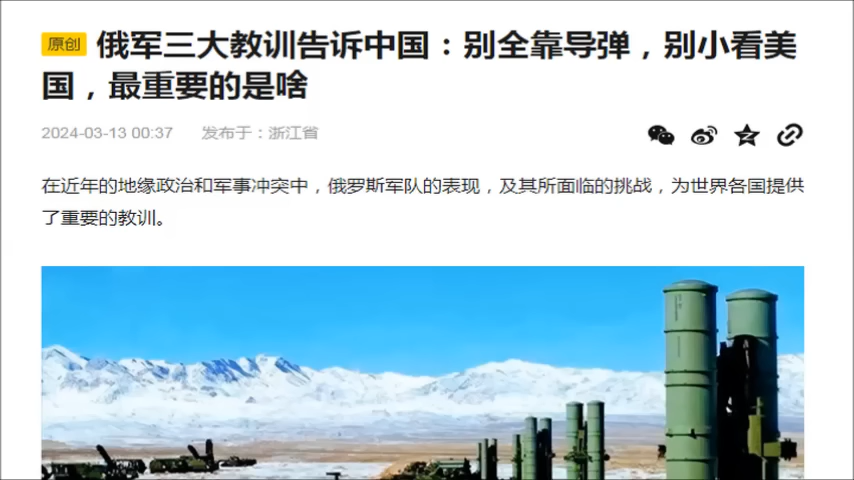 原创 俄军三大教训告诉中国：别全靠导弹，别小看美
国，最重要的是啥
2024-03-13 00:37 发布于：浙江省
在近年的地缘政治和军事冲突中，俄罗斯军队的表现，及其所面临的挑战，为世界各国提供
了重要的教训。